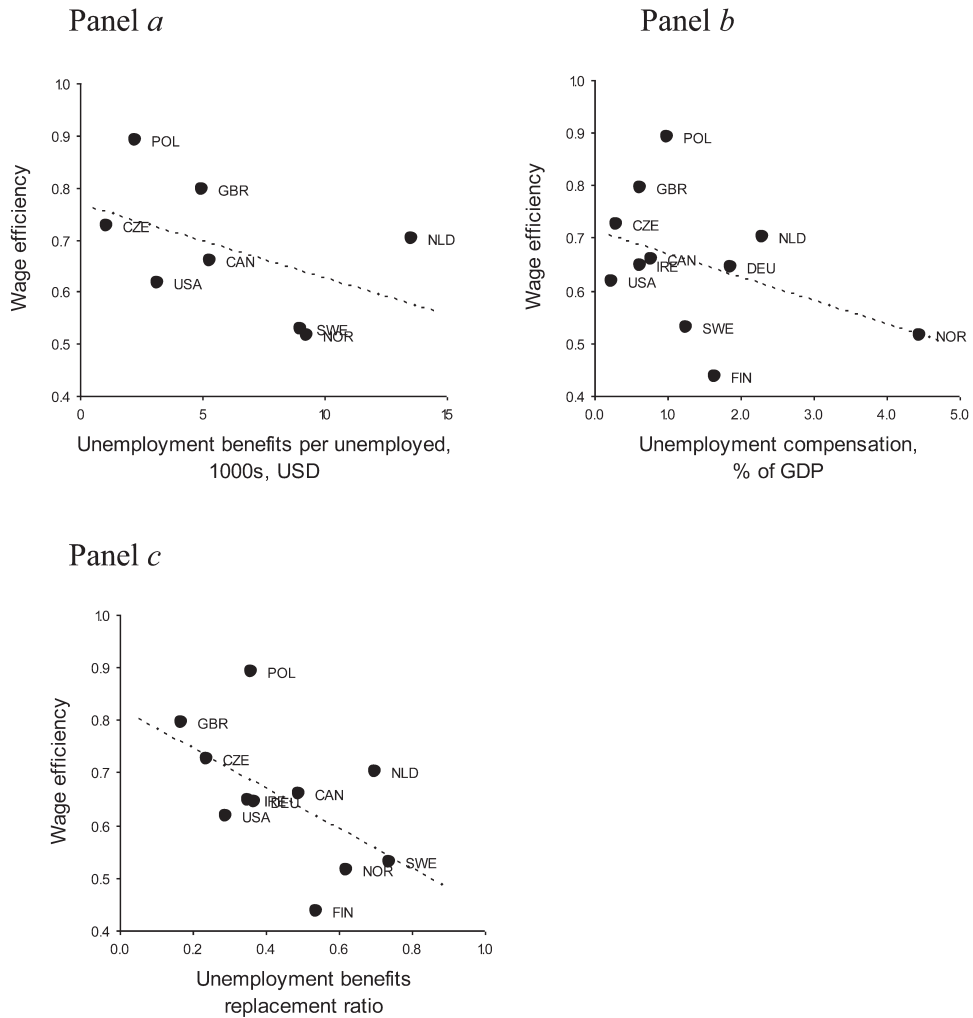 Panel a
Panel b
1.0
0.9
0.8
0.7
0.6
0.5
0.4
Wage efficiency
POL
GBR
CZE
NLD
CAN
USA
SWE
NOR
0
5
10
15
Unemployment benefits per unemployed,
1000s, USD
1.0
0.9
0.8
0.7
0.6
0.5
0.4
Wage efficiency
POL
GBR
CZE
NLD
CAN
IRE
DEU
USA
SWE
NOR
FIN
0.0
1.0
2.0
3.0
4.0
5.0
Unemployment compensation,
% of GDP
Panel c
1.0
0.9
0.8
0.7
0.6
0.5
0.4
Wage efficiency
POL
GBR
CZE
NLD
CAN
IRE
DEU
USA
SWE
NOR
FIN
0.0
0.2
0.4
0.6
0.8
1.0
Unemployment benefits
replacement ratio